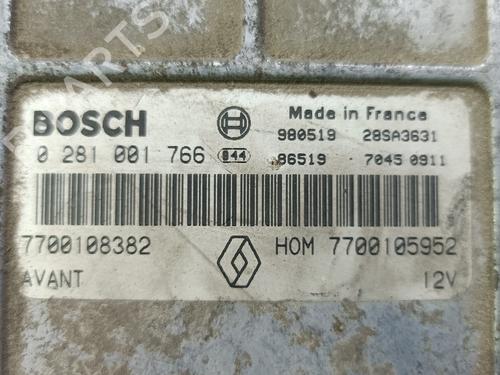 BOSCH Made in France
980519 28SA3631
0 281 001 766 044 86519 7045 0911
7700108382 HOM 7700105952
AVANT 12V
PARTS